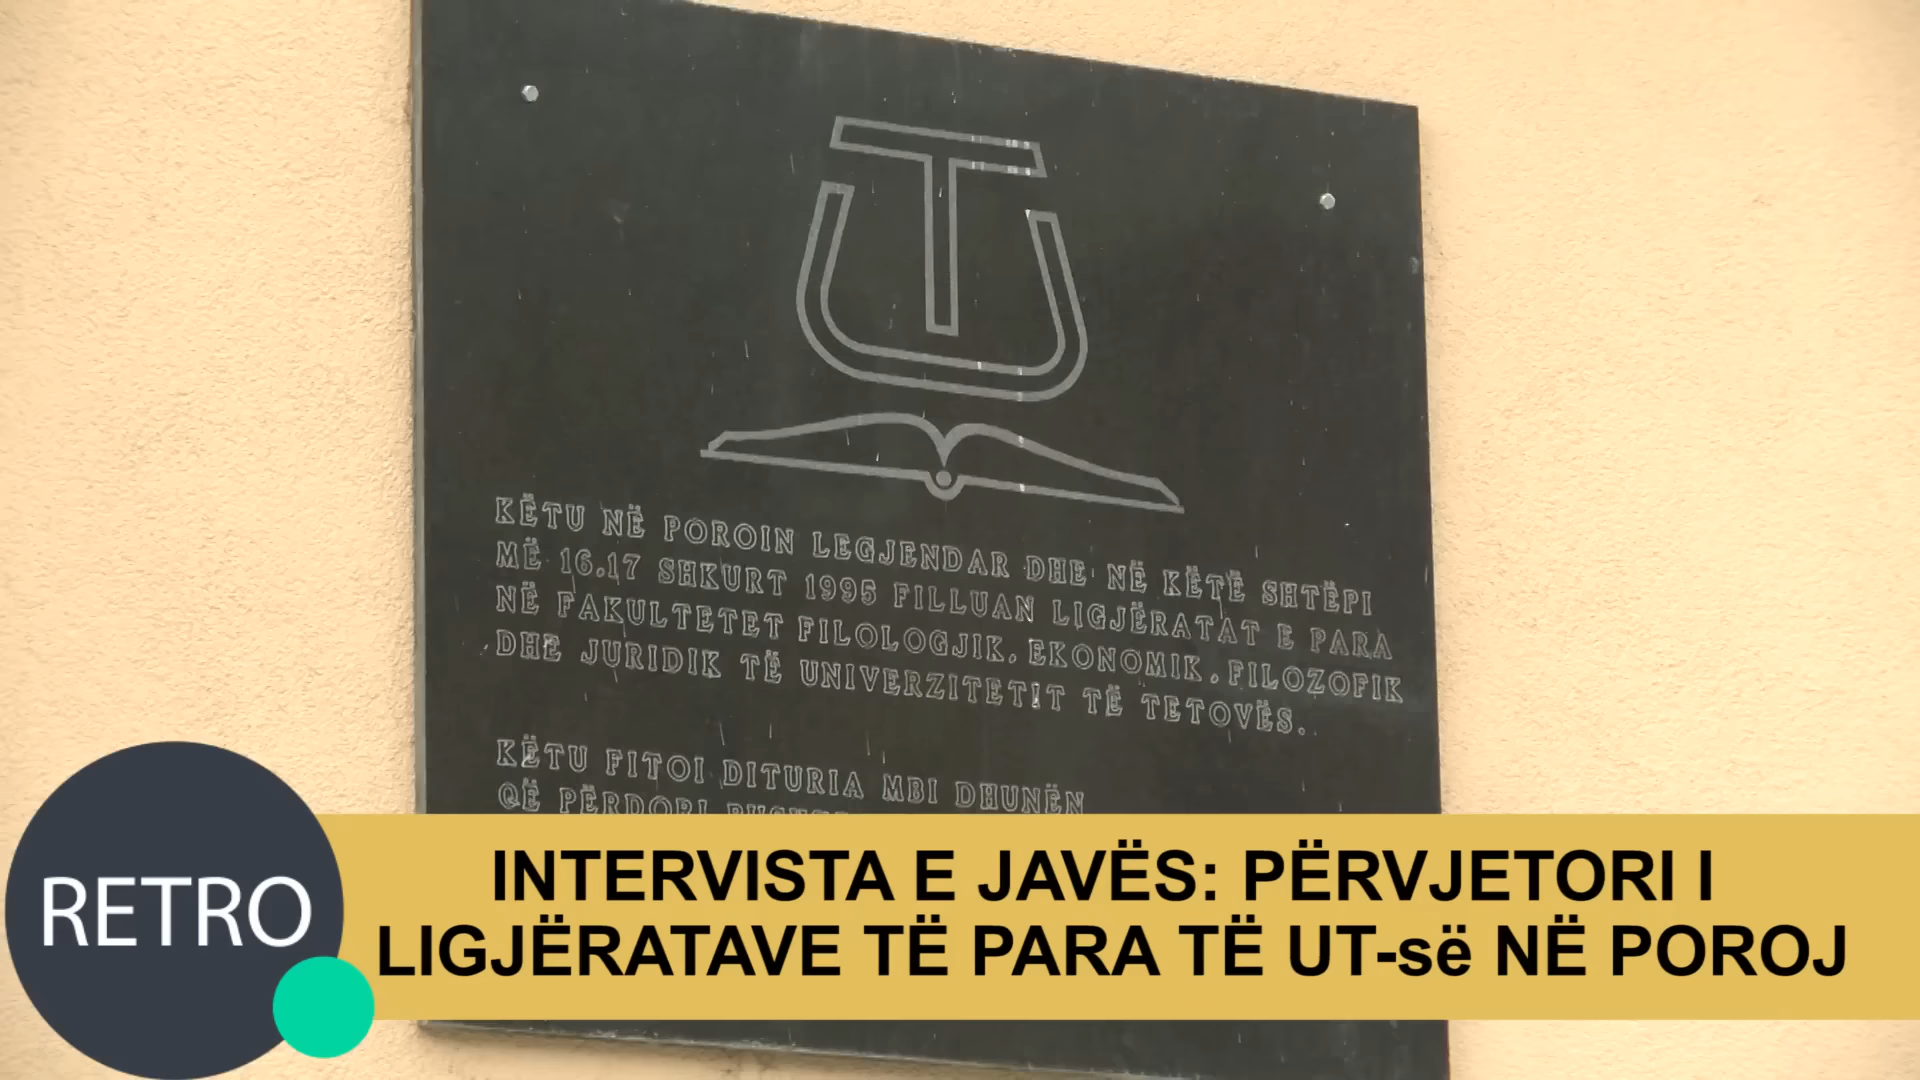 KËTU NË POROIN LEGJENDAR DHE NË KËTË SHTËPI
MË 16.17 SHKURT 1995 FILLUAN LIGJËRATAT E PARA
NË FAKULTETET FILOLOGJIK. EKONOMIK. FILOZOFIK
DHE JURIDIK TË UNIVERZITETIT TË TETOVËS.
KËTU FITOI DITURIA MBI DHUNËN
QË PËRDORI
RETRO
INTERVISTA E JAVËS: PËRVJETORI I
LIGJËRATAVE TË PARA TË UT-së NË POROJ